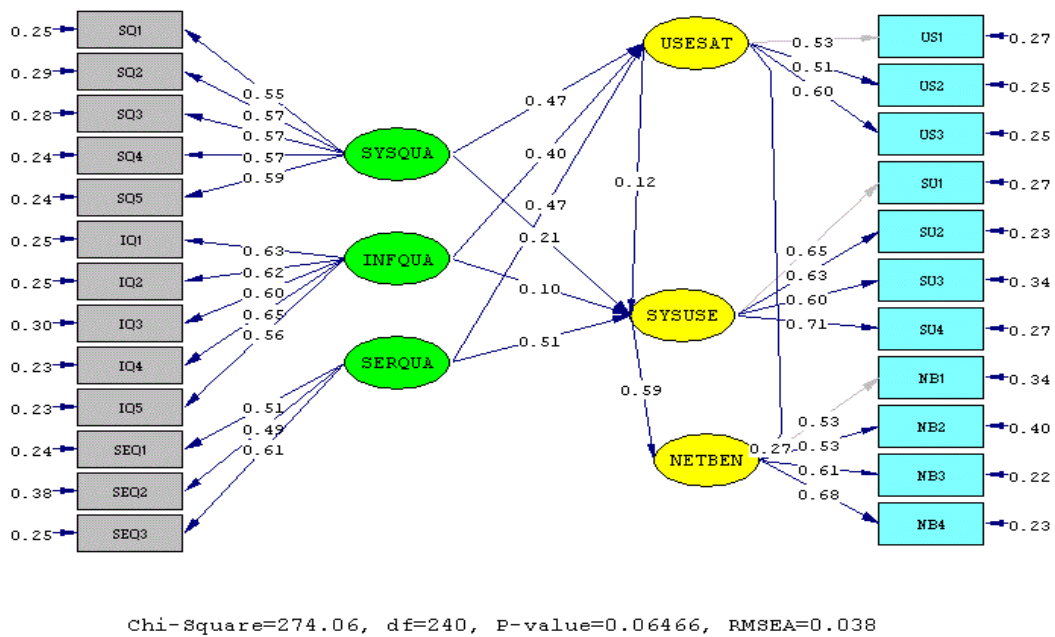 0.25 SQ1
0.29 SQ2
0.28 SQ3
0.24 SQ4
0.24 SQ5
0.25 IQ1
0.25 IQ2
0.30 IQ3
0.23 IQ4
0.23 IQ5
0.24 SEQ1
0.38 SEQ2
0.25 SEQ3
0.55
0.57
0.57
0.57
0.59
0.63
0.62
0.60
0.65
0.56
0.51
0.49
0.61
SYSQUA
INFQUA
SERQUA
0.47
0.40
0.47
0.21
0.10
0.51
USESAT
0.12
SYSUSE
0.59
NETBEN
0.27
0.53
0.51
0.60
0.65
0.63
0.60
0.71
0.53
0.53
0.61
0.68
US1 0.27
US2 0.25
US3 0.25
SU1 0.27
SU2 0.23
SU3 0.34
SU4 0.27
NB1 0.34
NB2 0.40
NB3 0.22
NB4 0.23
Chi-Square=274.06, df=240, P-value=0.06466, RMSEA=0.038